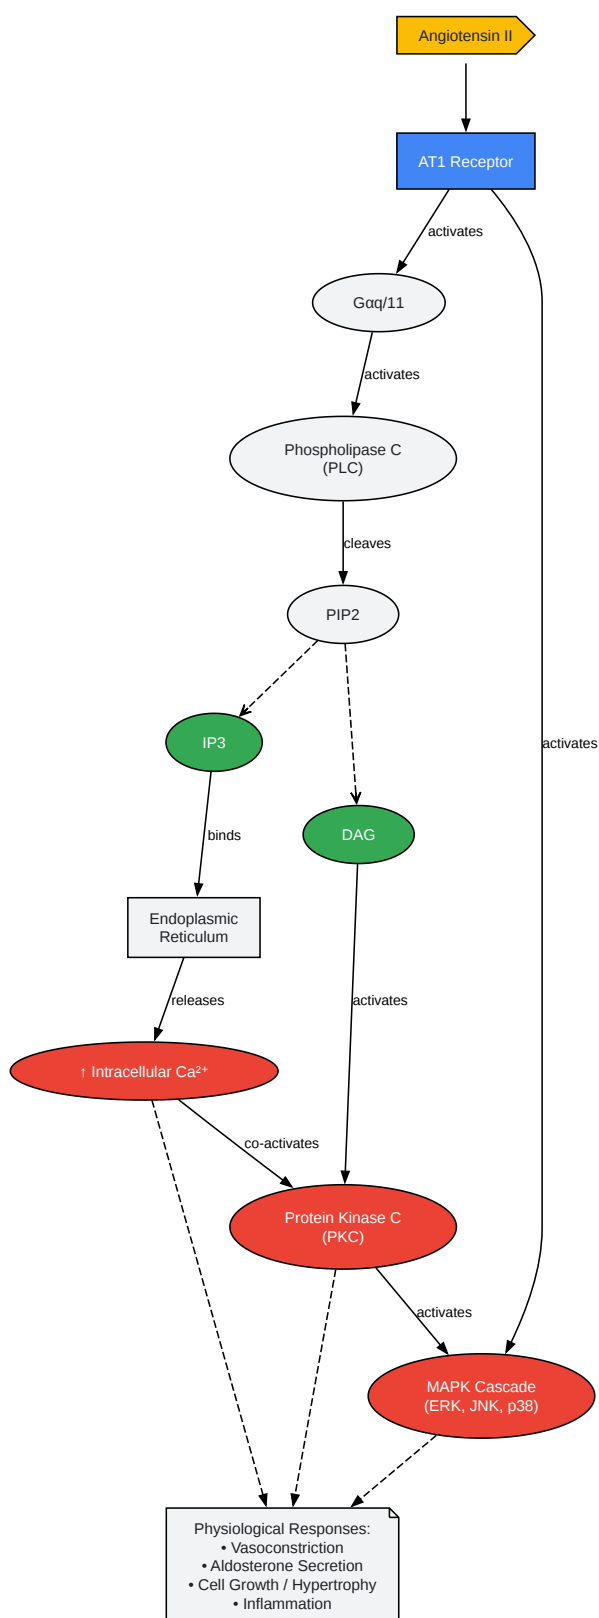 Angiotensin II
AT1 Receptor
activates
Gαq/11
activates
Phospholipase C
(PLC)
cleaves
PIP2
IP3
activates
binds
DAG
Endoplasmic
Reticulum
releases
activates
↑ Intracellular Ca²⁺
co-activates
Protein Kinase C
(PKC)
activates
MAPK Cascade
(ERK, JNK, p38)
Physiological Responses:
• Vasoconstriction
• Aldosterone Secretion
• Cell Growth / Hypertrophy
• Inflammation